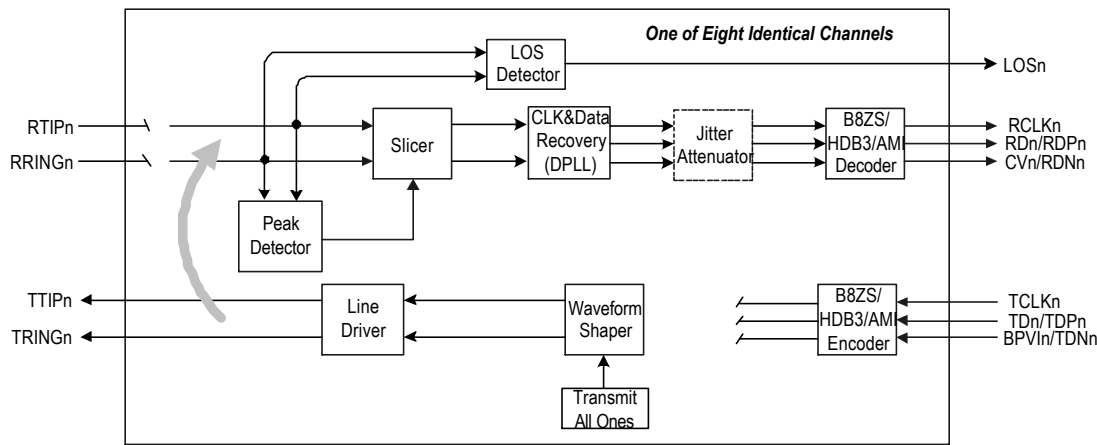 One of Eight Identical Channels
LOS
Detector
LOSn
RTIPn
RRINGn
Slicer
CLK&Data
Recovery
(DPLL)
Jitter
Attenuator
B8ZS/
HDB3/AMI
Decoder
RCLKn
RDn/RDPn
CVn/RDNn
Peak
Detector
TTIPn
TRINGn
Line
Driver
Waveform
Shaper
B8ZS/
HDB3/AMI
Encoder
TCLKn
TDn/TDPn
BPVIn/TDNn
Transmit
All Ones